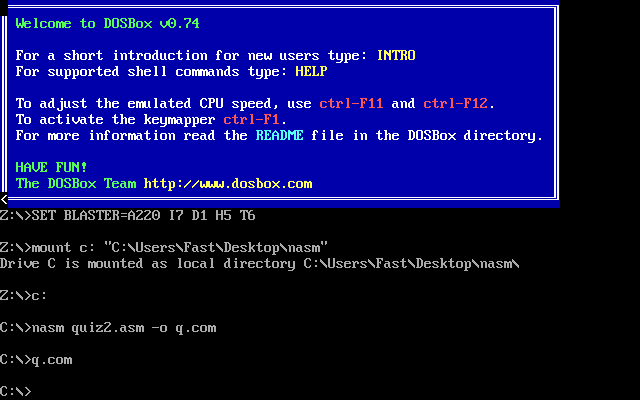 Welcome to DOSBox v0.74
For a short introduction for new users type: INTRO
For supported shell commands type: HELP
To adjust the emulated CPU speed, use ctrl-F11 and ctrl-F12.
To activate the keymapper ctrl-F1.
For more information read the README file in the DOSBox directory.
HAVE FUN!
The DOSBox Team http://www.dosbox.com
<
Z:\>SET BLASTER=A220 I7 D1 H5 T6
Z:\>mount c: "C:\Users\Fast\Desktop\nasm"
Drive C is mounted as local directory C:\Users\Fast\Desktop\nasm\
Z:\>c:
C:\>nasm quiz2.asm -o q.com
C:\>q.com
C:\>